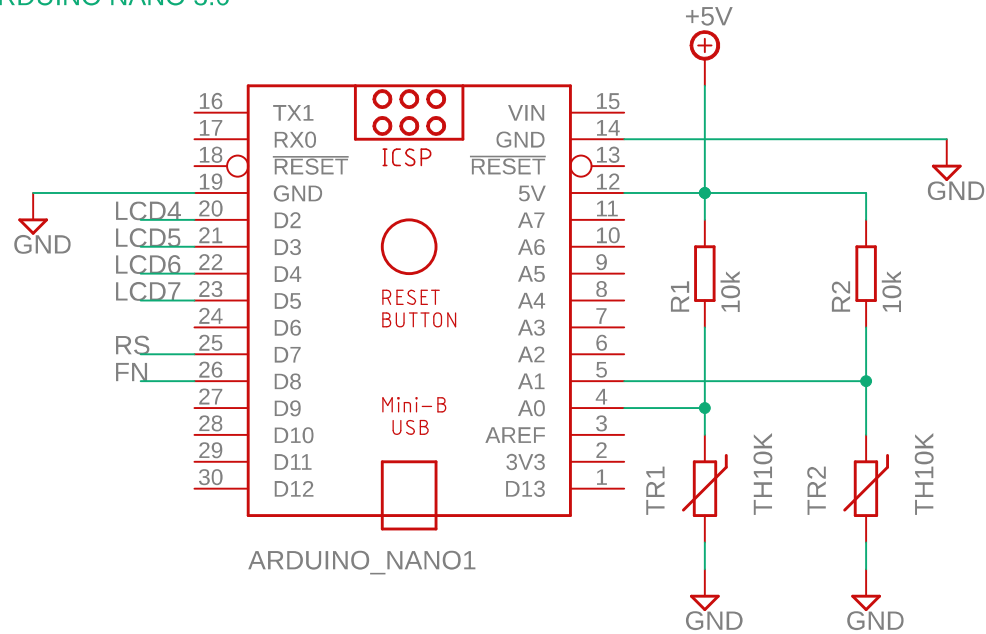 ARDUINO NANO 3.0
+5V
16 TX1 VIN 15
17 RX0 GND 14
18 RESET RESET 13
19 GND 5V 12
20 D2 A7 11
21 D3 A6 10
22 D4 A5 9
23 D5 A4 8
24 D6 A3 7
25 D7 A2 6
26 D8 A1 5
27 D9 A0 4
28 D10 AREF 3
29 D11 3V3 2
30 D12 D13 1
ICSP
RESET
BUTTON
Mini-B
USB
GND
LCD4
LCD5
LCD6
LCD7
RS
FN
GND
R1 10k
R2 10k
TR1 TH10K
TR2 TH10K
ARDUINO_NANO1
GND
GND